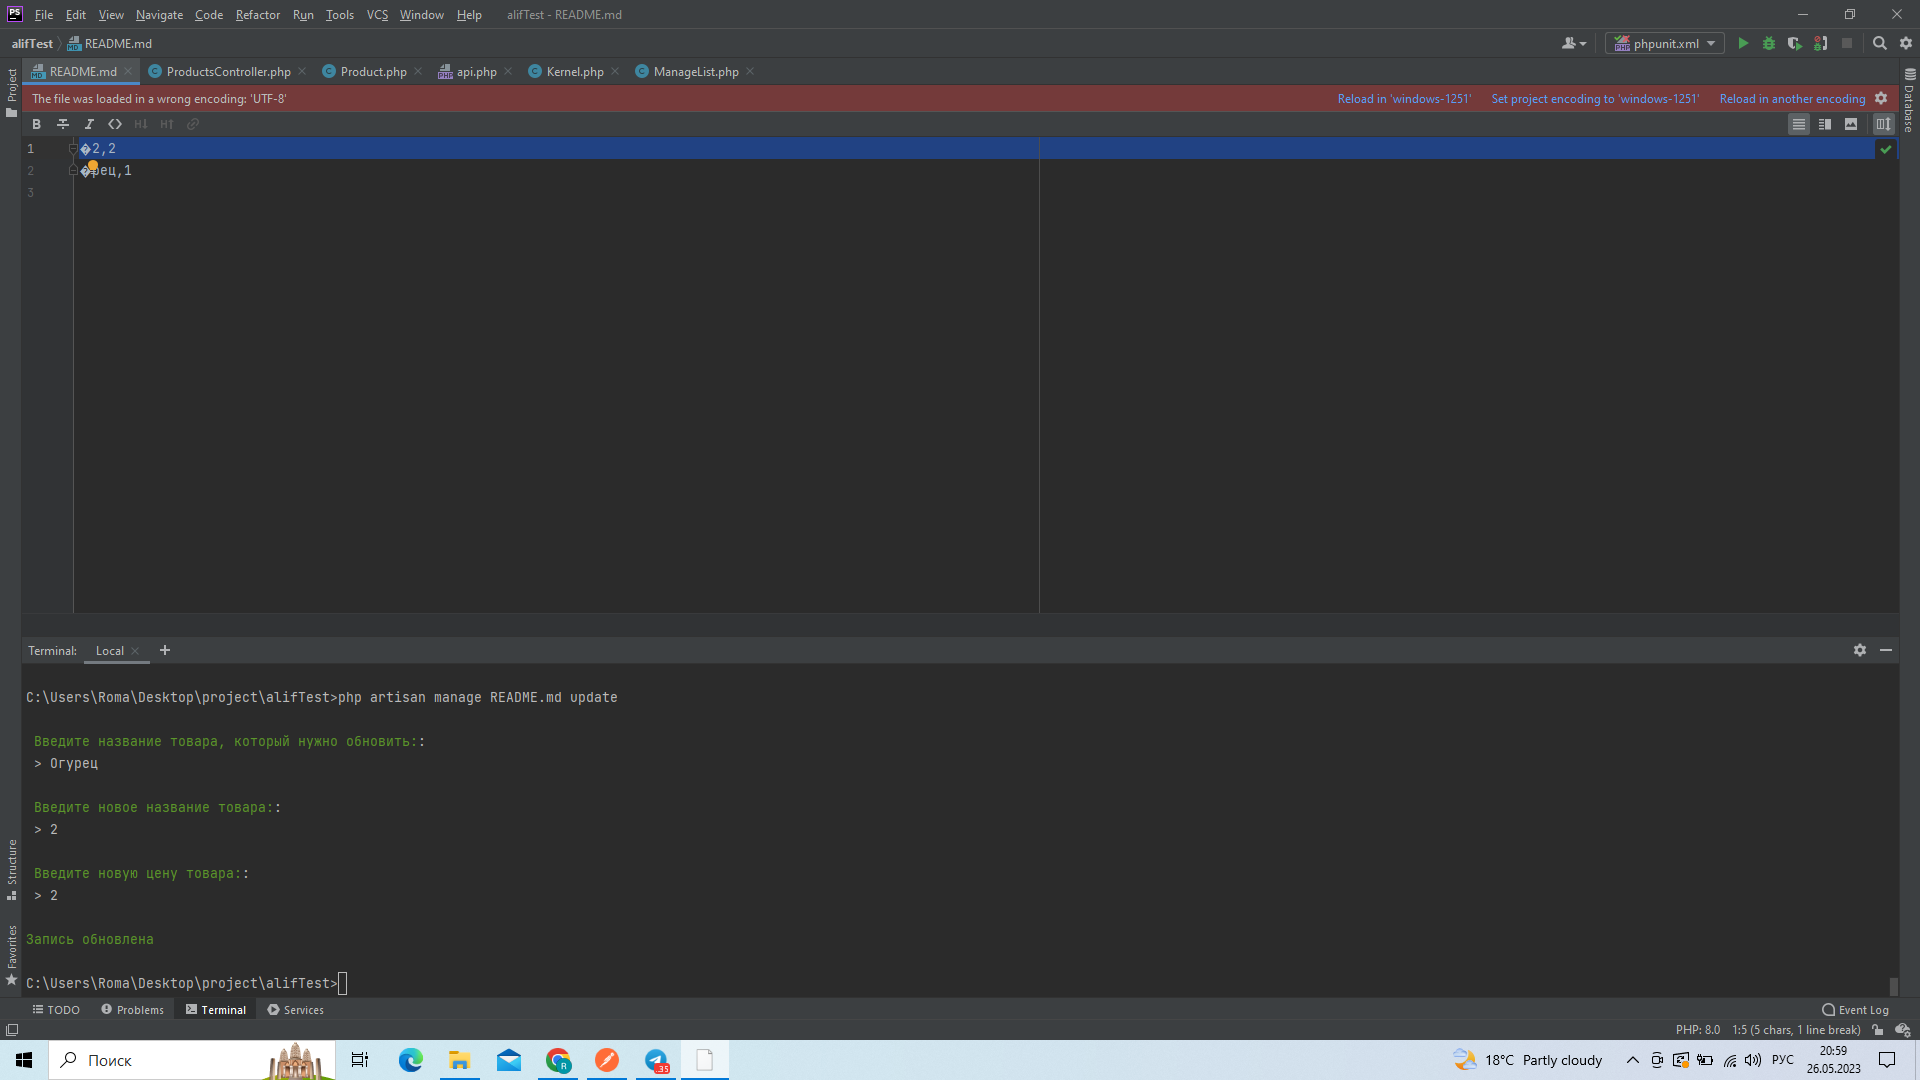 File Edit View Navigate Code Refactor Run Tools VCS Window Help alifTest - README.md
alifTest README.md phpunit.xml
README.md ProductsController.php Product.php api.php Kernel.php ManageList.php
The file was loaded in a wrong encoding: 'UTF-8' Reload in 'windows-1251' Set project encoding to 'windows-1251' Reload in another encoding
Project
Database
1 �2,2
2 �рец,1
3
Terminal: Local
C:\Users\Roma\Desktop\project\alifTest>php artisan manage README.md update
Введите название товара, который нужно обновить::
> Огурец
Введите новое название товара::
> 2
Введите новую цену товара::
> 2
Запись обновлена
C:\Users\Roma\Desktop\project\alifTest>
Structure
Favorites
TODO Problems Terminal Services Event Log
PHP: 8.0 1:5 (5 chars, 1 line break)
Поиск 35 18°C Partly cloudy РУС 20:59
26.05.2023